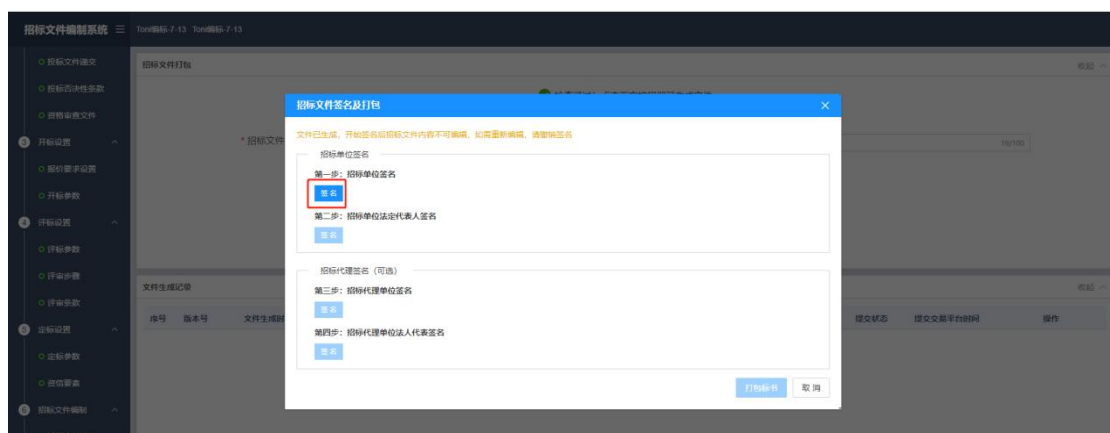 招标文件编制系统
Toni编标-7-13 Toni编标-7-13
投标文件递交
投标否决性条款
资格审查文件
3 开标设置
报价要求设置
开标参数
4 评标设置
评标参数
评审步骤
评审条款
5 定标设置
定标参数
资信要素
6 招标文件编制
招标文件打包
收起
* 招标文件
19/100
招标文件签名及打包
文件已生成，开始签名后招标文件内容不可编辑，如需重新编辑，请撤销签名
招标单位签名
第一步：招标单位签名
签名
第二步：招标单位法定代表人签名
签名
招标代理签名（可选）
第三步：招标代理单位签名
签名
第四步：招标代理单位法人代表签名
签名
打包标书 取消
文件生成记录
收起
序号 版本号 文件生成时 提交状态 提交交易平台时间 操作